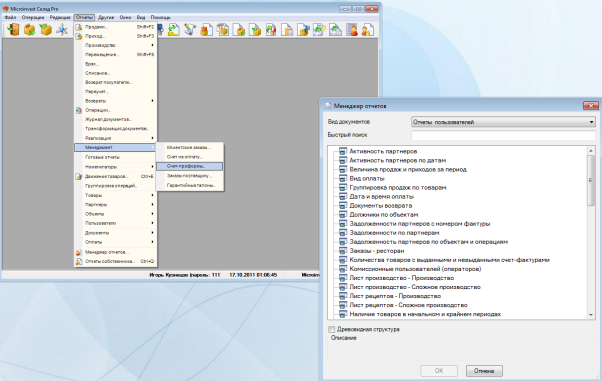 Microinvest Склад Pro
Файл Операции Редакция Отчеты Другие Окно Вид Помощь
Продажи... Shift+F2
Приход... Shift+F3
Производство
Перемещение... Shift+F6
Брак...
Списание...
Возврат покупателю...
Переучет...
Возвраты
Операции...
Журнал документов...
Трансформация документов...
Реализация
Менеджмент
Готовые отчеты
Номенклатуры
Движение товаров... Ctrl+E
Группировка операций...
Товары
Партнеры
Объекты
Пользователи
Документы
Оплаты
Менеджер отчетов...
Отчеты собственника... Ctrl+Q
Клиентские заказы...
Счет на оплату...
Счет-проформы...
Заказы поставщику...
Гарантийные талоны...
Игорь Кузнецов (пароль: 111 17.10.2011 01:06:45 Microinv
Менеджер отчетов
Вид документов Отчеты пользователей
Быстрый поиск
Активность партнеров
Активность партнеров по датам
Величина продаж и приходов за период
Вид оплаты
Группировка продаж по товарам
Дата и время оплаты
Документы возврата
Должники по объектам
Задолженности партнеров с номером фактуры
Задолженности по партнерам
Задолженность партнеров по объектам и операциям
Заказы - ресторан
Количества товаров с выданными и невыданными счет-фактурами
Комиссионные пользователей (операторов)
Лист производства - Производство
Лист производства - Сложное производство
Лист рецептов - Производство
Лист рецептов - Сложное производство
Наличие товаров в начальном и крайнем периодах
Древовидная структура
Описание
OK Отмена